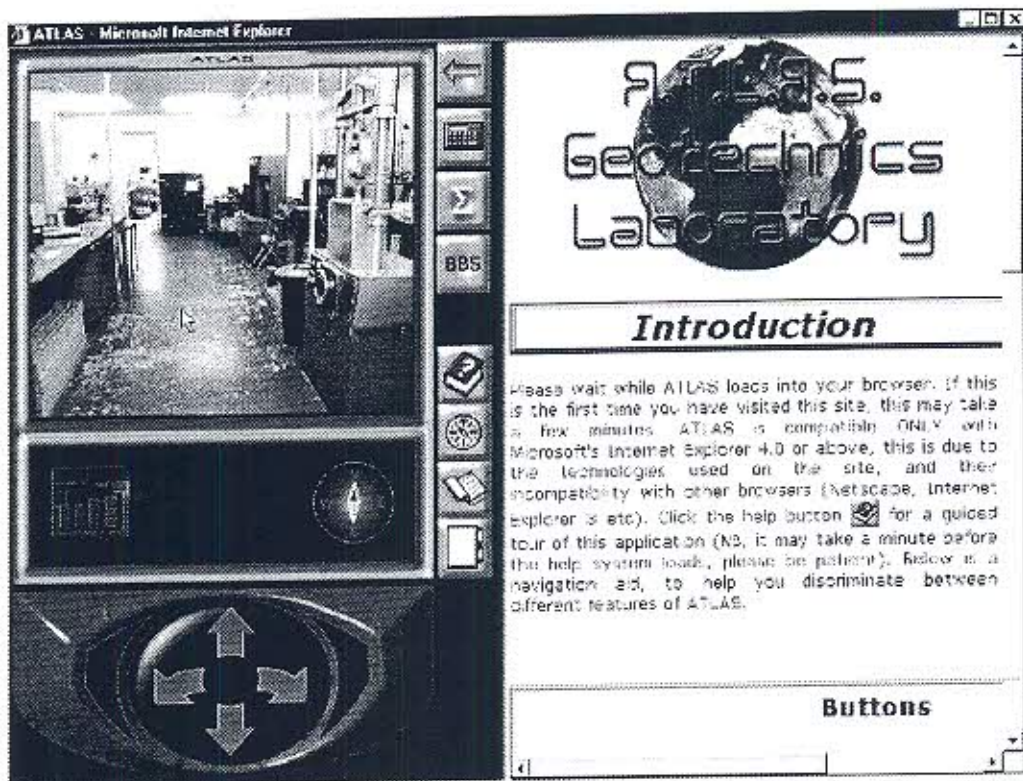 ATLAS - Microsoft Internet Explorer
ATLAS
BBS
A.T.L.A.S.
Geotechnics
Laboratory
Introduction
Please wait while ATLAS loads into your browser. If this
is the first time you have visited this site, this may take
a few minutes. ATLAS is compatible ONLY with
Microsoft's Internet Explorer 4.0 or above, this is due to
the technologies used on the site, and their
incompatibility with other browsers (Netscape, Internet
Explorer 3 etc). Click the help button for a guided
tour of this application (NB, it may take a minute before
the help system loads, please be patient). Below is a
navigation aid, to help you discriminate between
different features of ATLAS.
Buttons